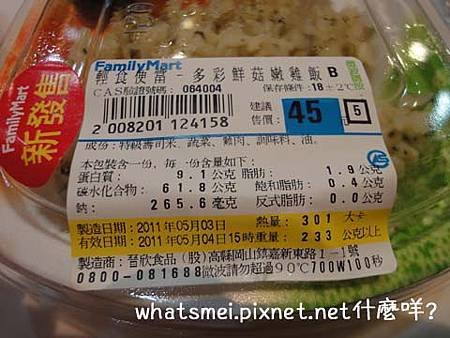 FamilyMart
新發售
FamilyMart
輕食便當-多彩鮮菇嫩雞飯 B
CAS驗證號碼: 064004
保存條件:18±2℃
2 008201 124158
建議
售價:
45
元
5
成份:特級壽司米、蔬菜、雞肉、調味料、油。
本包裝含一份、每一份含量如下:
蛋白質: 9.1公克 脂肪: 1.9公克
碳水化合物: 61.8公克 飽和脂肪: 0.4公克
鈉: 265.6毫克 反式脂肪: 0.0公克
製造日期:2011年05月03日 熱量: 301 大卡
有效日期:2011年05月04日15時 重量: 233 公克以上
製造商:晉欣食品(股)高縣岡山鎮嘉新東路1-1號
0800-081688 微波請勿超過90℃700W100秒
whatsmei.pixnet.net什麼咩?